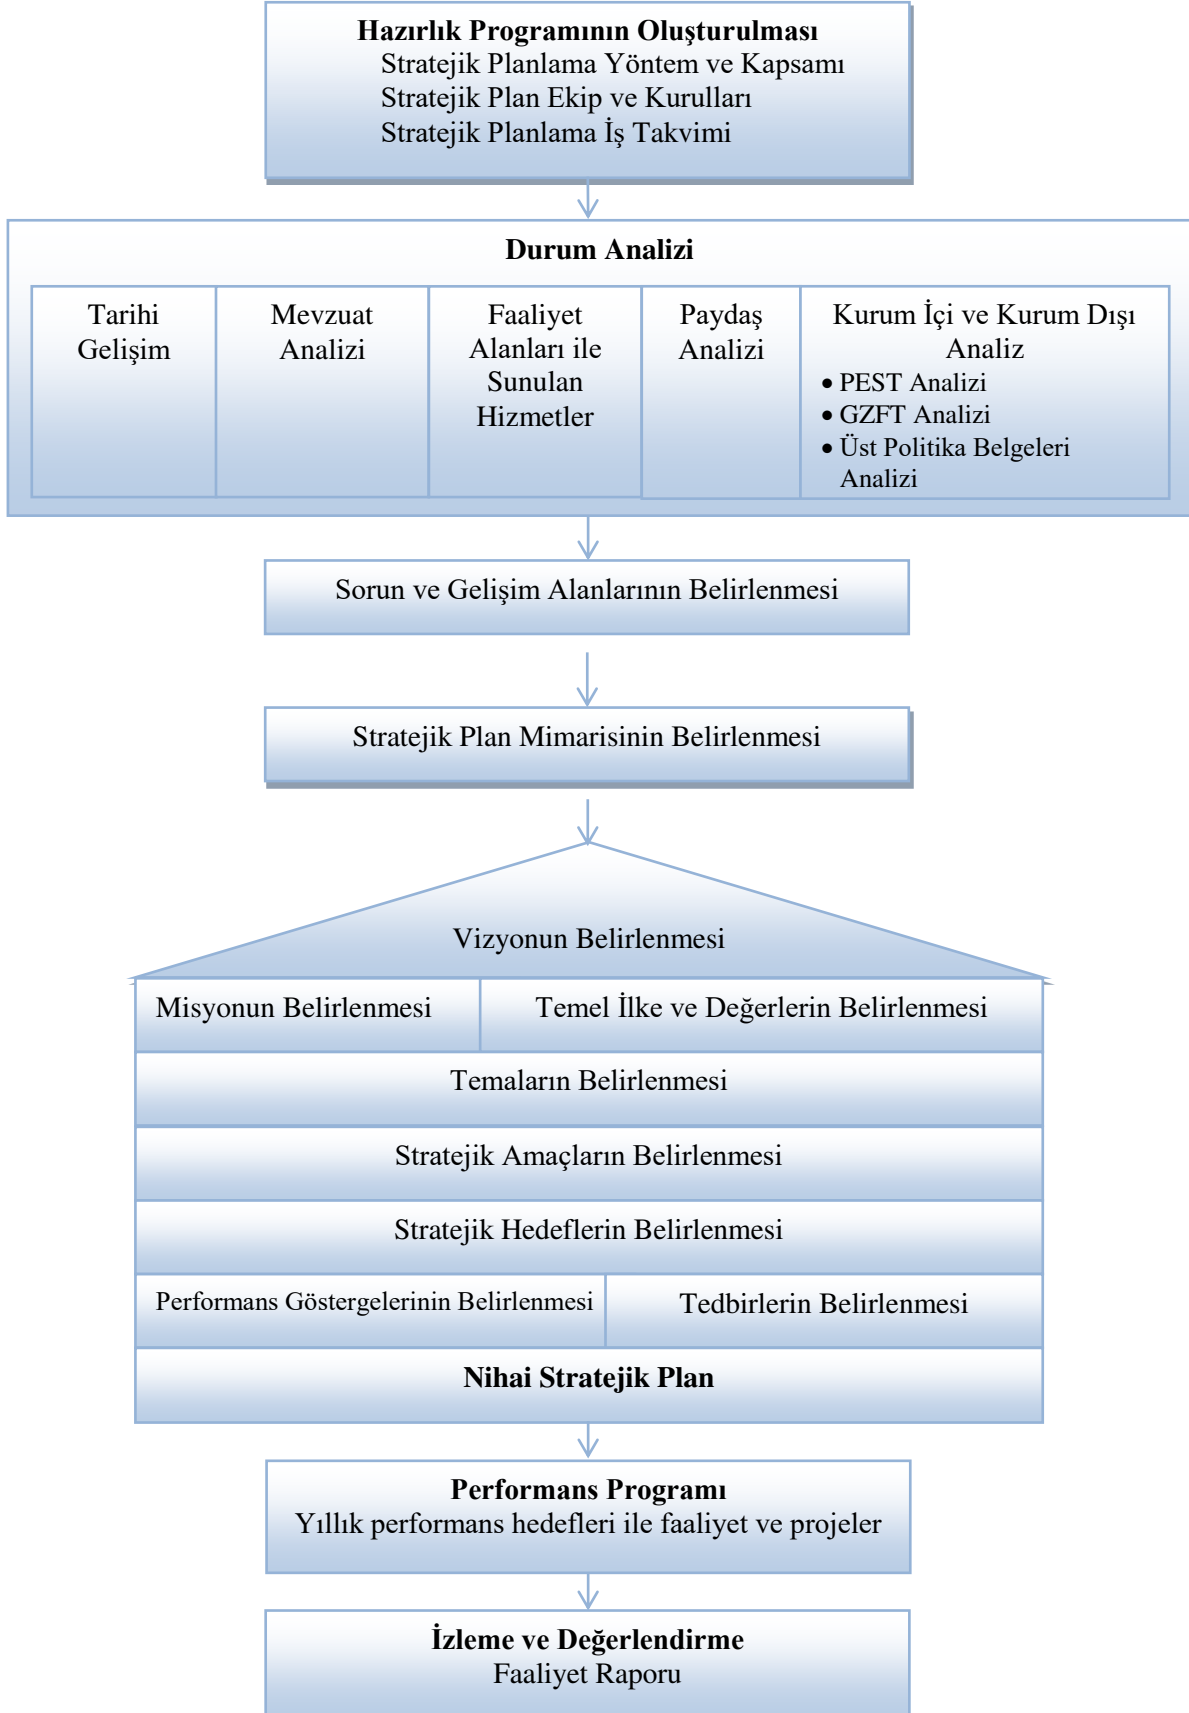 Hazırlık Programının Oluşturulması
Stratejik Planlama Yöntem ve Kapsamı
Stratejik Plan Ekip ve Kurulları
Stratejik Planlama İş Takvimi
Durum Analizi
Tarihi
Gelişim
Mevzuat
Analizi
Faaliyet
Alanları ile
Sunulan
Hizmetler
Paydaş
Analizi
Kurum İçi ve Kurum Dışı
Analiz
• PEST Analizi
• GZFT Analizi
• Üst Politika Belgeleri
Analizi
Sorun ve Gelişim Alanlarının Belirlenmesi
Stratejik Plan Mimarisinin Belirlenmesi
Vizyonun Belirlenmesi
Misyonun Belirlenmesi
Temel İlke ve Değerlerin Belirlenmesi
Temaların Belirlenmesi
Stratejik Amaçların Belirlenmesi
Stratejik Hedeflerin Belirlenmesi
Performans Göstergelerinin Belirlenmesi
Tedbirlerin Belirlenmesi
Nihai Stratejik Plan
Performans Programı
Yıllık performans hedefleri ile faaliyet ve projeler
İzleme ve Değerlendirme
Faaliyet Raporu